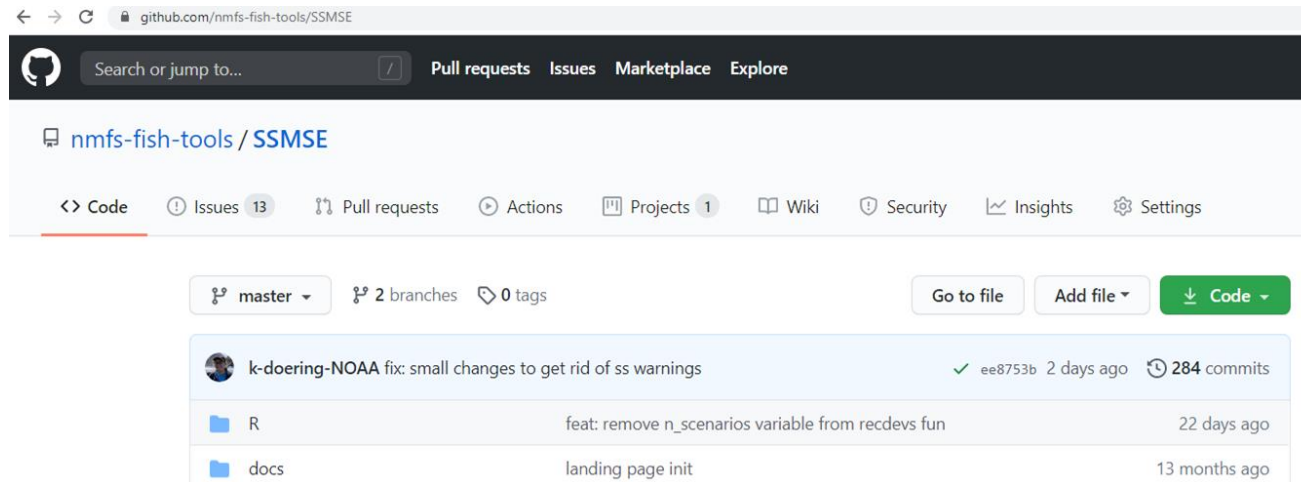 github.com/nmfs-fish-tools/SSMSE
Search or jump to... / Pull requests Issues Marketplace Explore
nmfs-fish-tools / SSMSE
<> Code Issues 13 Pull requests Actions Projects 1 Wiki Security Insights Settings
master 2 branches 0 tags Go to file Add file Code
k-doering-NOAA fix: small changes to get rid of ss warnings ee8753b 2 days ago 284 commits
R feat: remove n_scenarios variable from recdevs fun 22 days ago
docs landing page init 13 months ago